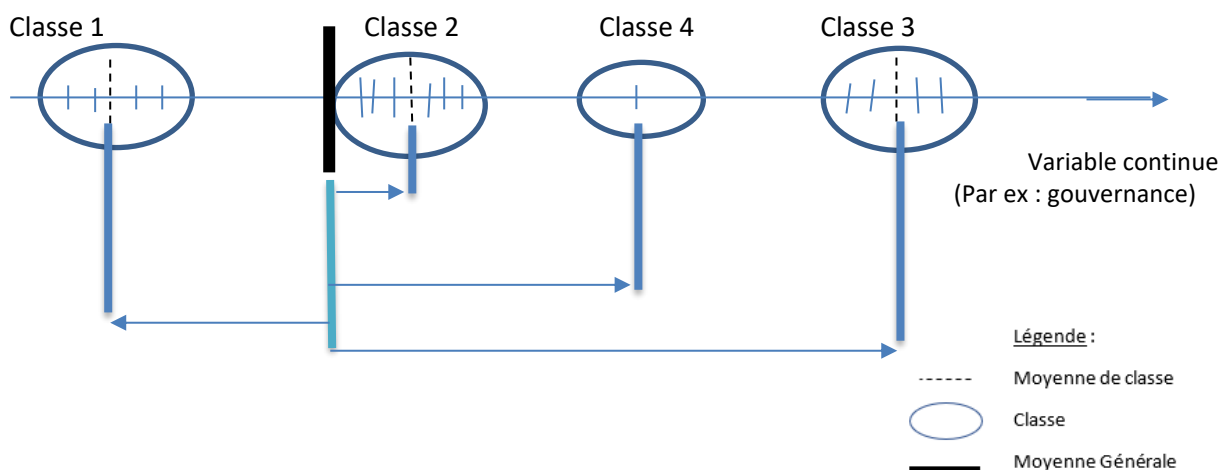 Classe 1
Classe 2
Classe 4
Classe 3
Variable continue
(Par ex : gouvernance)
Légende :
Moyenne de classe
Classe
Moyenne Générale